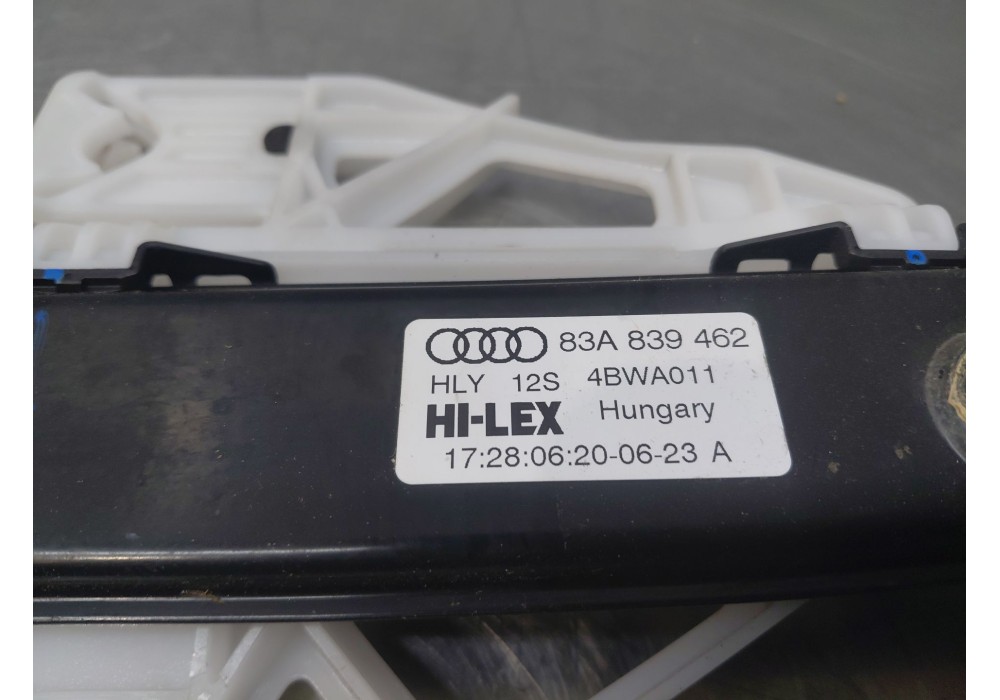 83A 839 462
HLY 12S 4BWA011
HI-LEX Hungary
17:28:06:20-06-23 A